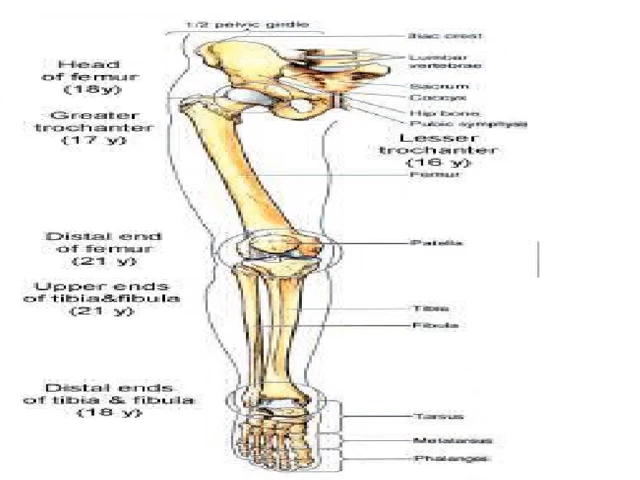 1/2 pelvic girdle
Iliac crest
Lumbar
vertebrae
Sacrum
Coccyx
Hip bone
Pubic symphysis
Head
of femur
(18y)
Greater
trochanter
(17 y)
Lesser
trochanter
(16 y)
Femur
Distal end
of femur
(21 y)
Patella
Upper ends
of tibia&fibula
(21 y)
Tibia
Fibula
Distal ends
of tibia & fibula
(18 y)
Tarsus
Metatarsus
Phalanges